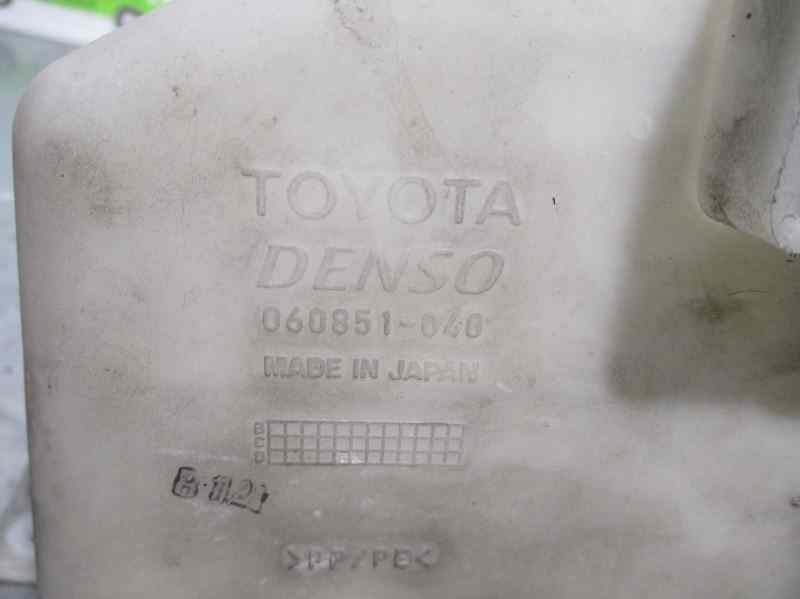 TOYOTA
DENSO
060851-040
MADE IN JAPAN
B
C
D
>PP/PE<